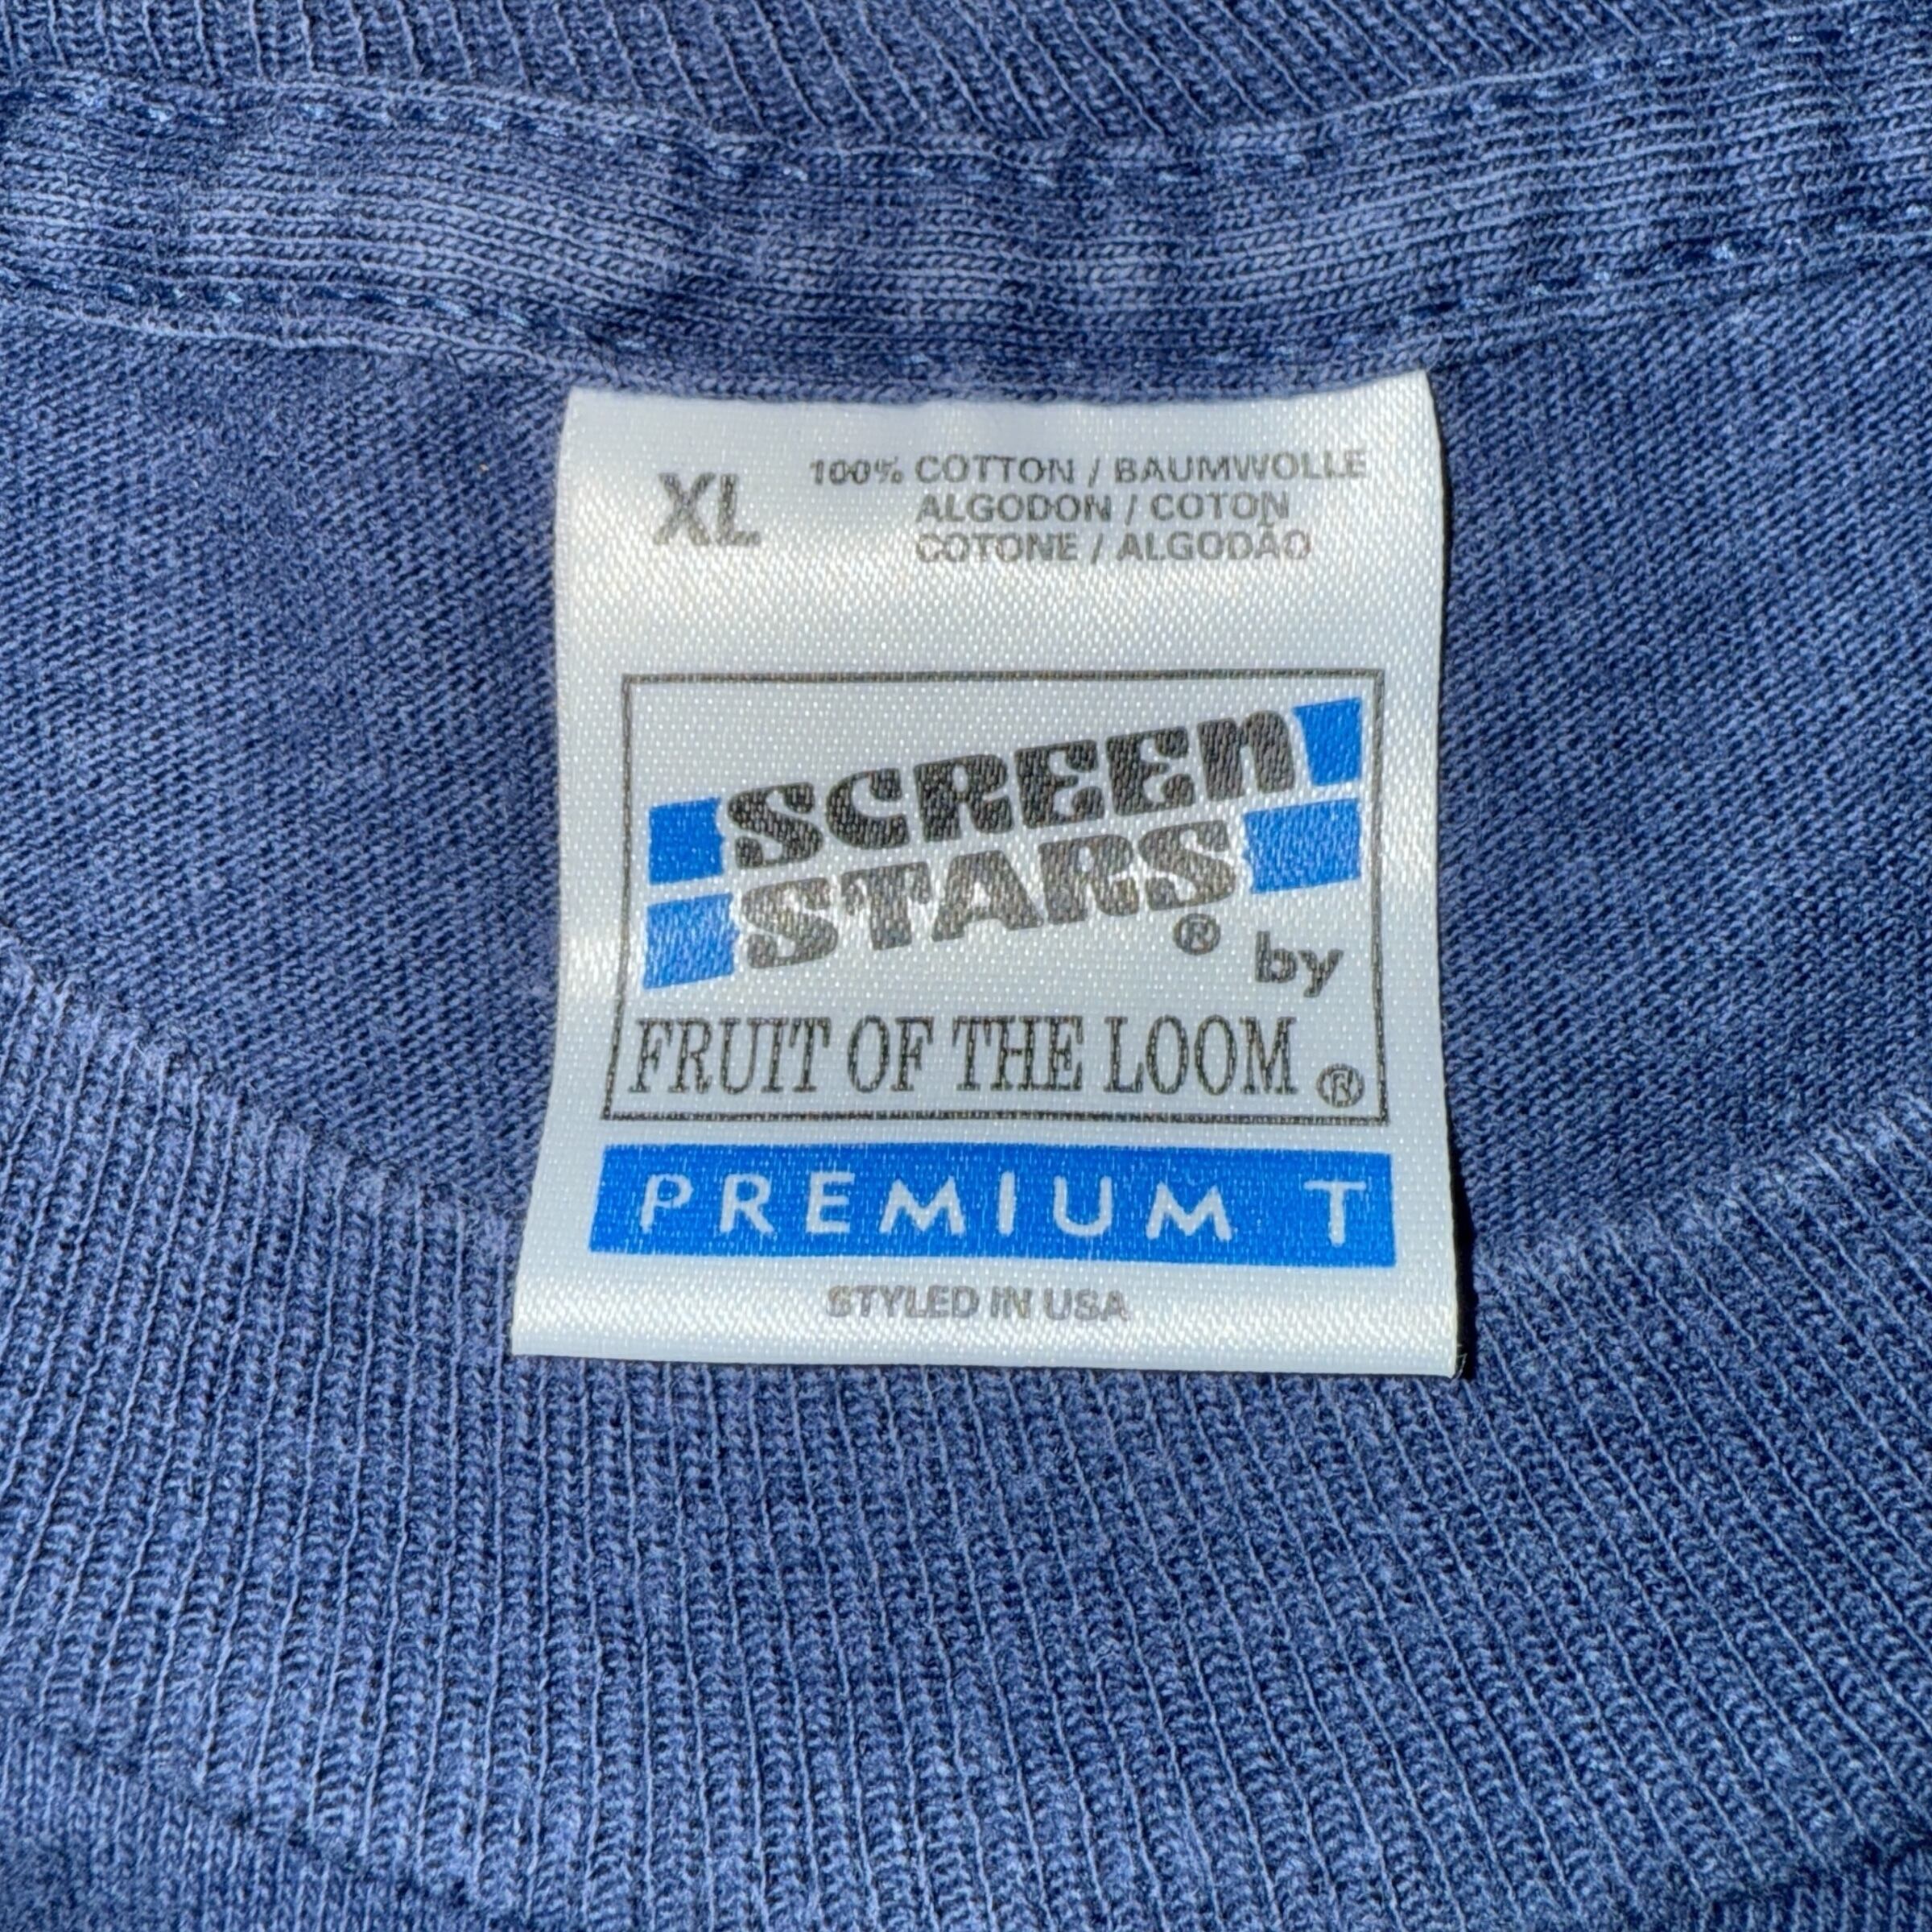 XL
100% COTTON / BAUMWOLLE
ALGODON / COTON
COTONE / ALGODÃO
SCREEN
STARS® by
FRUIT OF THE LOOM®
PREMIUM T
STYLED IN USA